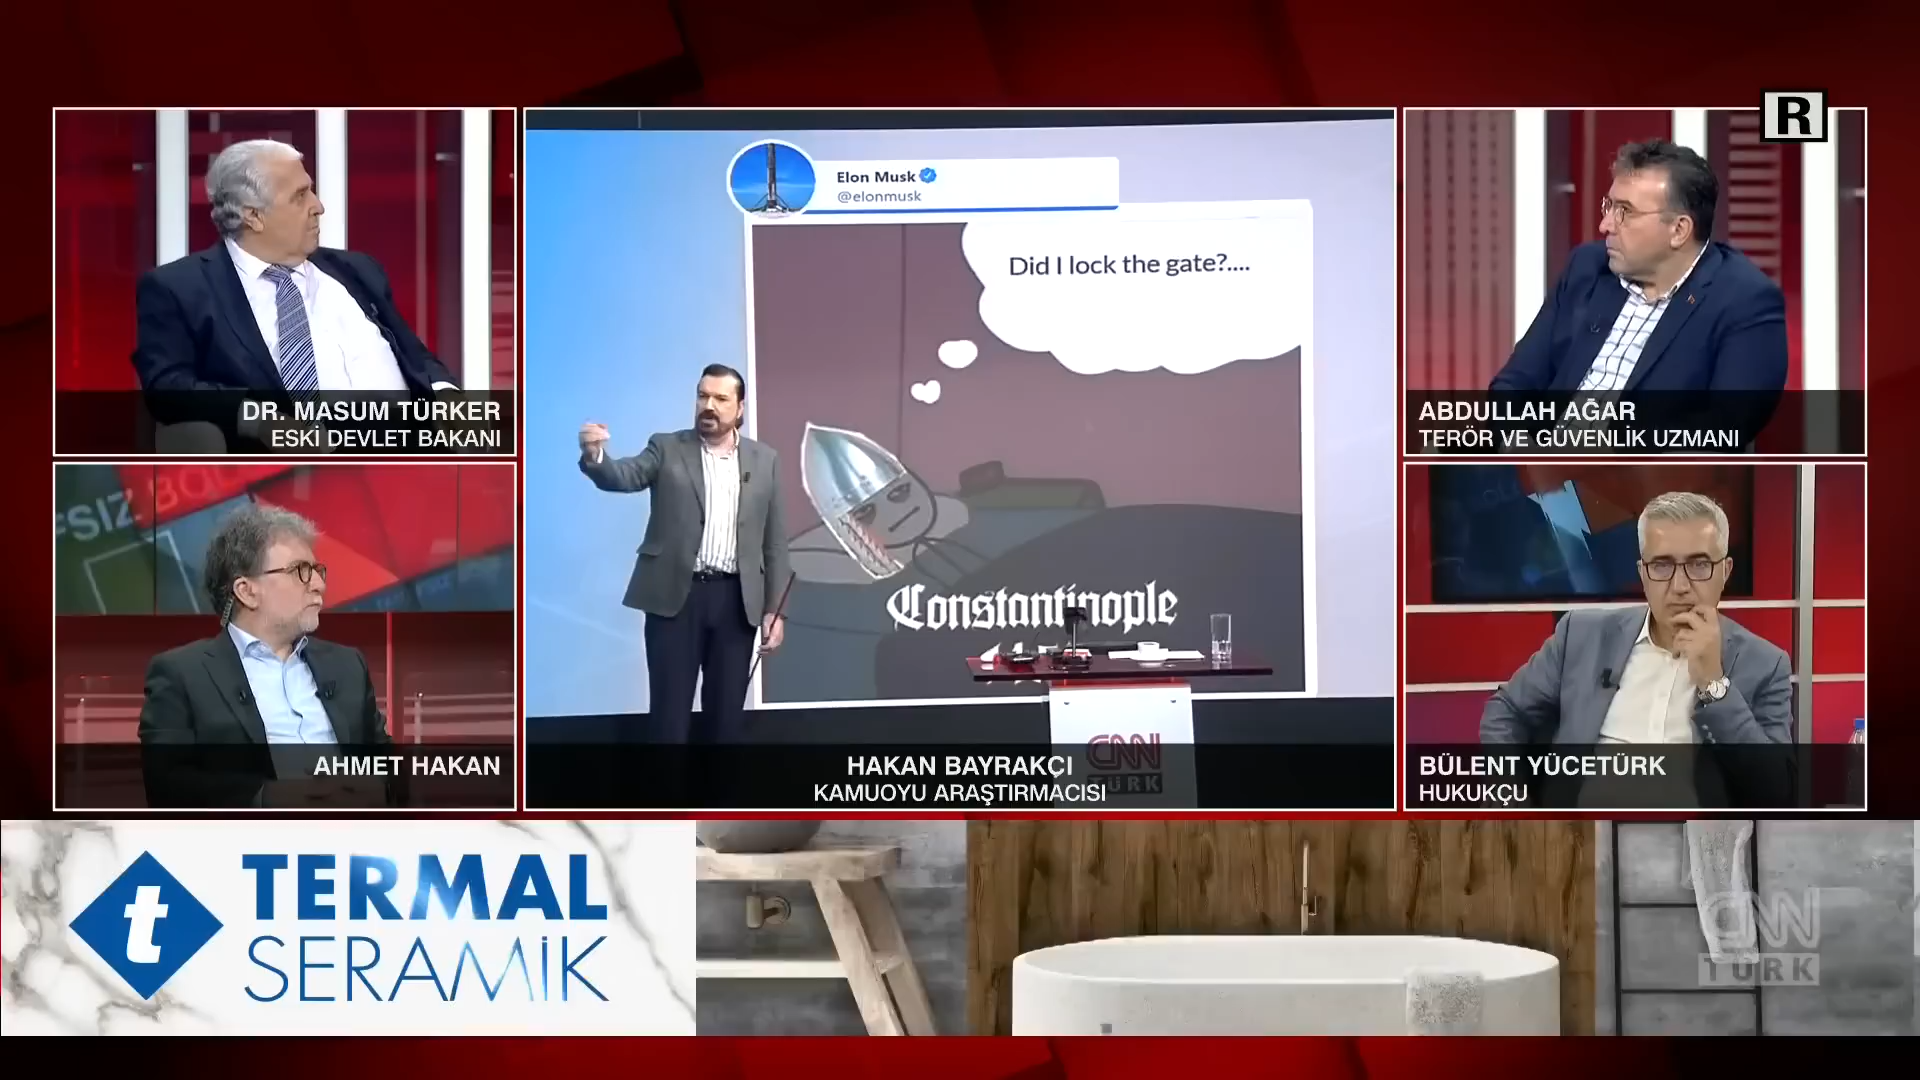 R
Elon Musk
@elonmusk
Did I lock the gate?....
Constantinople
DR. MASUM TÜRKER
ESKİ DEVLET BAKANI
ABDULLAH AĞAR
TERÖR VE GÜVENLİK UZMANI
AHMET HAKAN
HAKAN BAYRAKÇI
KAMUOYU ARAŞTIRMACISI
CNN
TÜRK
BÜLENT YÜCETÜRK
HUKUKÇU
t TERMAL
SERAMİK
CNN
TÜRK